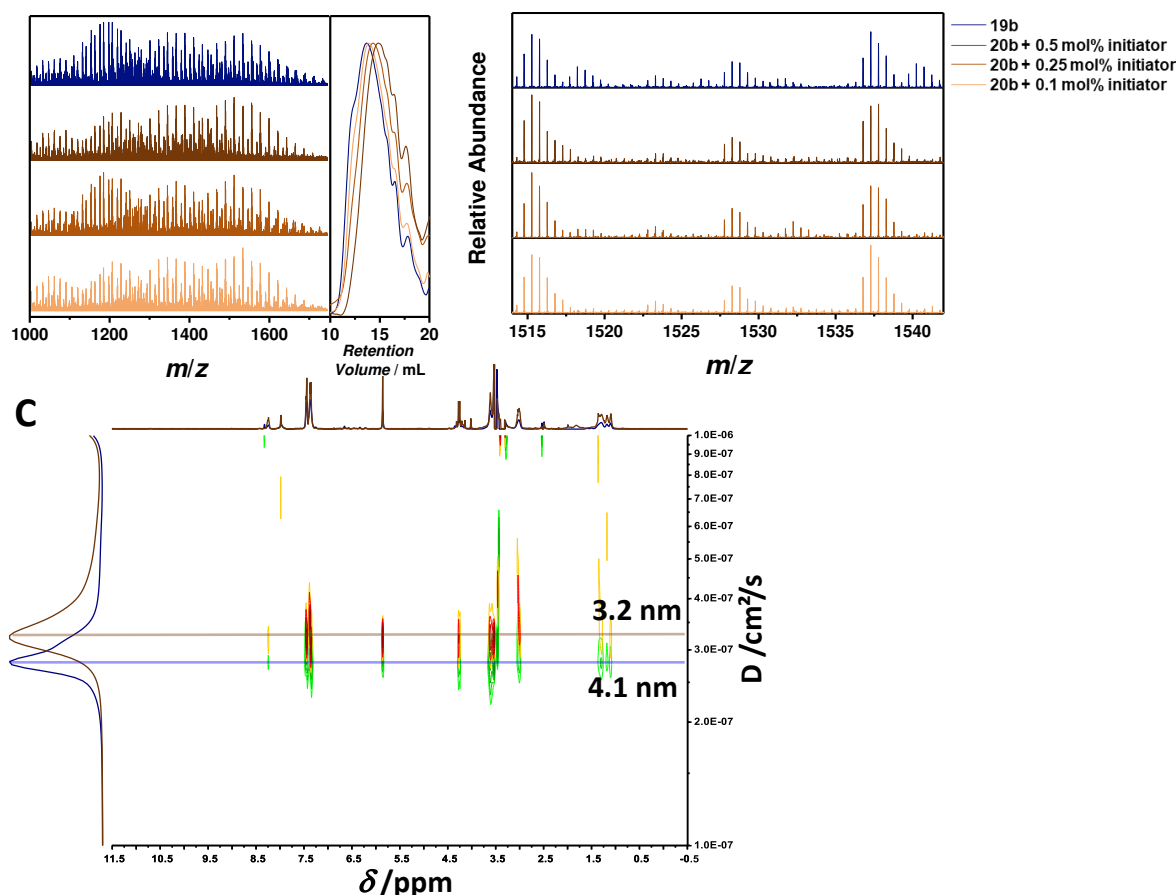 19b
20b + 0.5 mol% initiator
20b + 0.25 mol% initiator
20b + 0.1 mol% initiator
Relative Abundance
1000 1200 1400 1600
m/z
10 15 20
Retention
Volume / mL
1515 1520 1525 1530 1535 1540
m/z
C
1.0E-06
9.0E-07
8.0E-07
7.0E-07
6.0E-07
5.0E-07
4.0E-07
3.0E-07
2.0E-07
1.0E-07
3.2 nm
4.1 nm
D /cm²/s
11.5 10.5 9.5 8.5 7.5 6.5 5.5 4.5 3.5 2.5 1.5 0.5 -0.5
δ /ppm